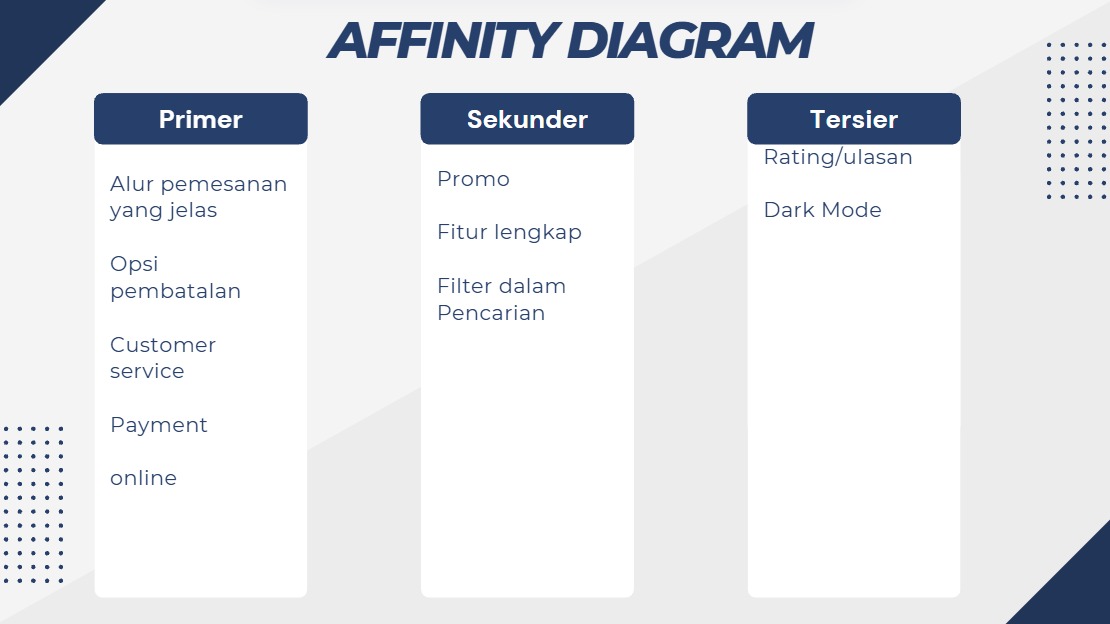 AFFINITY DIAGRAM
Primer
Alur pemesanan
yang jelas
Opsi
pembatalan
Customer
service
Payment
online
Sekunder
Promo
Fitur lengkap
Filter dalam
Pencarian
Tersier
Rating/ulasan
Dark Mode